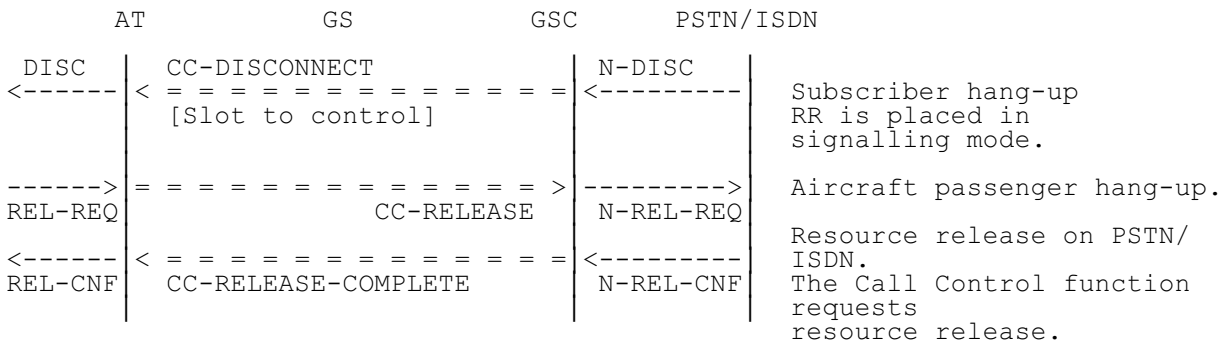 AT GS GSC PSTN/ISDN
DISC CC-DISCONNECT N-DISC
<------|< = = = = = = = = = = = = =|<---------| Subscriber hang-up
[Slot to control] RR is placed in
signalling mode.
------>|= = = = = = = = = = = = = >|--------->| Aircraft passenger hang-up.
REL-REQ CC-RELEASE N-REL-REQ
Resource release on PSTN/
<------|< = = = = = = = = = = = = =|<---------| ISDN.
REL-CNF CC-RELEASE-COMPLETE N-REL-CNF The Call Control function
requests
resource release.